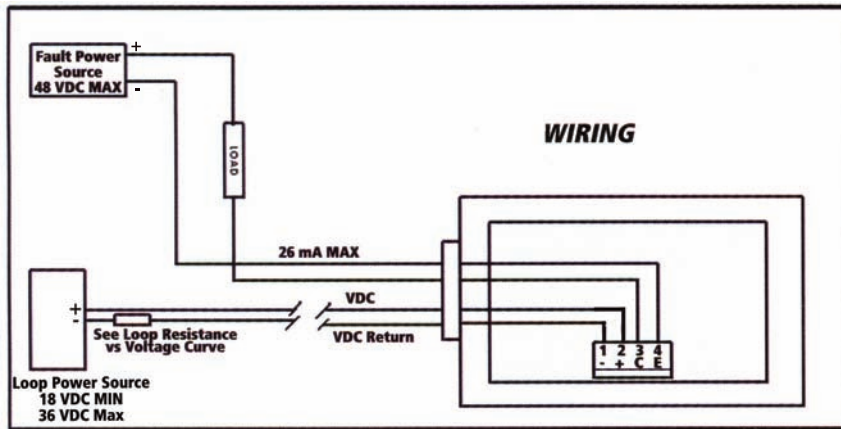 +
Fault Power
Source
48 VDC MAX
-
LOAD
WIRING
26 mA MAX
+
-
VDC
See Loop Resistance
vs Voltage Curve
VDC Return
Loop Power Source
18 VDC MIN
36 VDC Max
1 2 3 4
- + C E